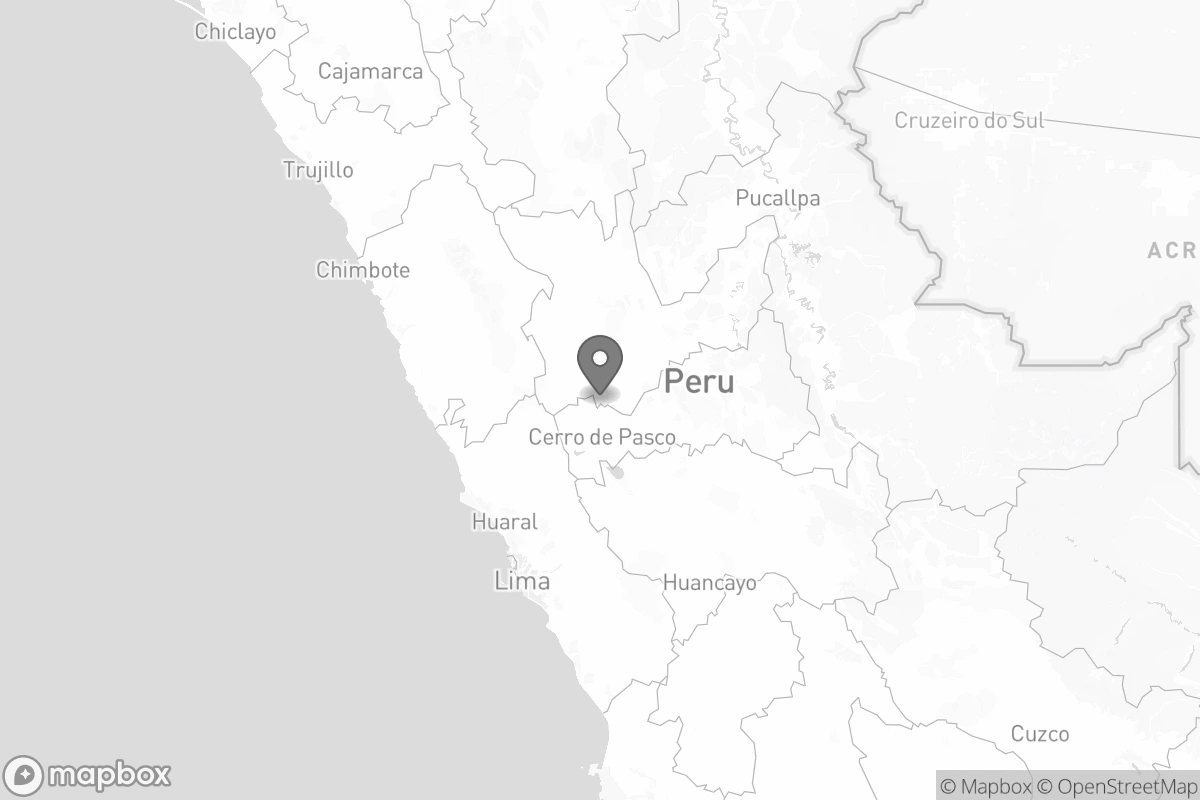 Chiclayo
Cajamarca
Cruzeiro do Sul
Trujillo
Pucallpa
ACR
Chimbote
Peru
Cerro de Pasco
Huaral
Lima
Huancayo
Cuzco
mapbox
© Mapbox © OpenStreetMap